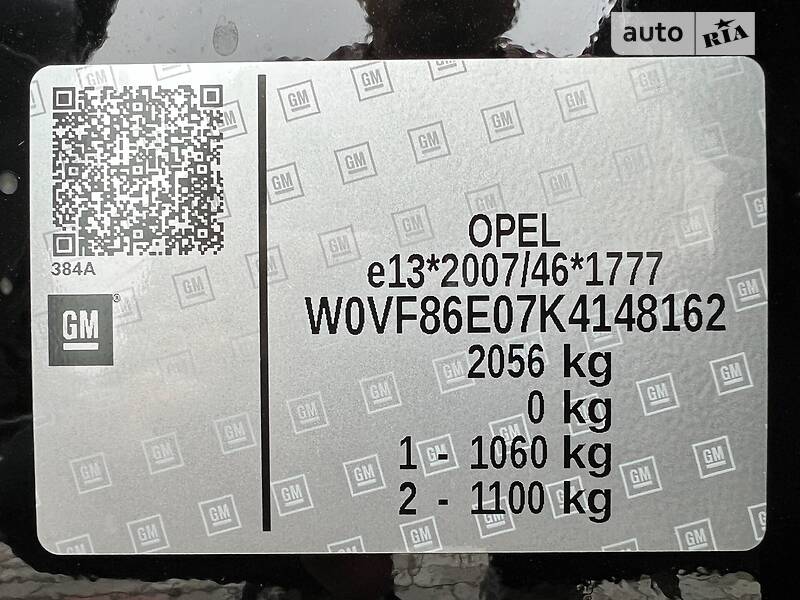 auto RIA
384A
GM®
OPEL
e13*2007/46*1777
W0VF86E07K4148162
2056 kg
0 kg
1 - 1060 kg
2 - 1100 kg